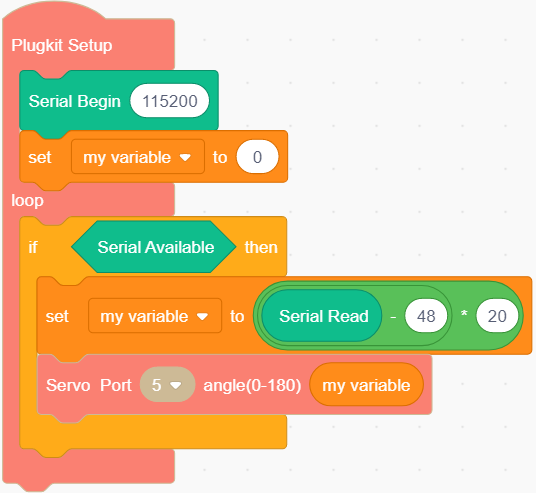 Plugkit Setup
Serial Begin 115200
set my variable to 0
loop
if Serial Available then
set my variable to Serial Read - 48 * 20
Servo Port 5 angle(0-180) my variable